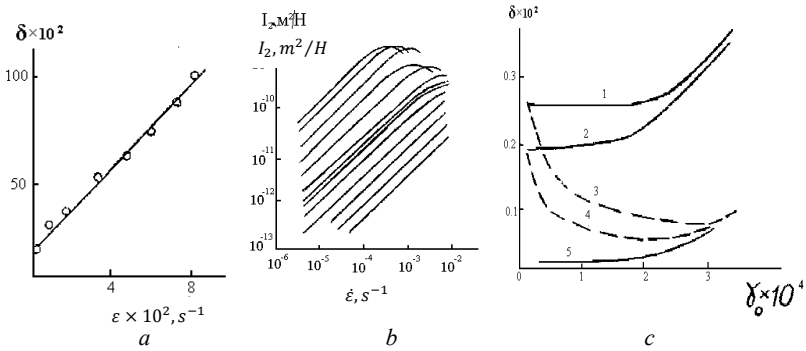 δ×10²
100
50
4
8
ε × 10², s⁻¹
a
I₂,м²/Н
I₂, m²/H
10⁻¹⁰
10⁻¹¹
10⁻¹²
10⁻¹³
10⁻⁶
10⁻⁵
10⁻⁴
10⁻³
10⁻²
ε̇, s⁻¹
b
δ×10²
0.3
0.2
0.1
0
1
2
3
4
5
0
1
2
3
γ₀×10⁴
c